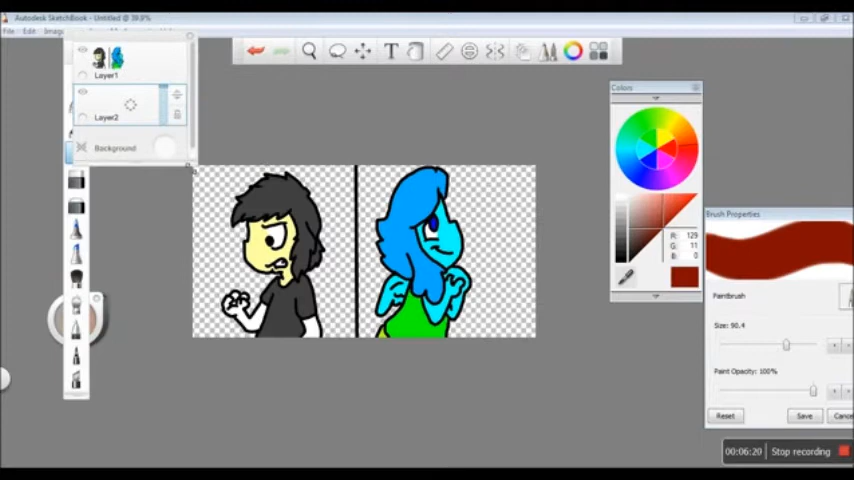 Autodesk SketchBook - Untitled @ 39.8%
File Edit Image
T
Layer1
Layer2
Background
Colors
R: 129
G: 11
B: 0
Brush Properties
Paintbrush
Size: 90.4
Paint Opacity: 100%
Reset Save Cance
00:06:20 Stop recording